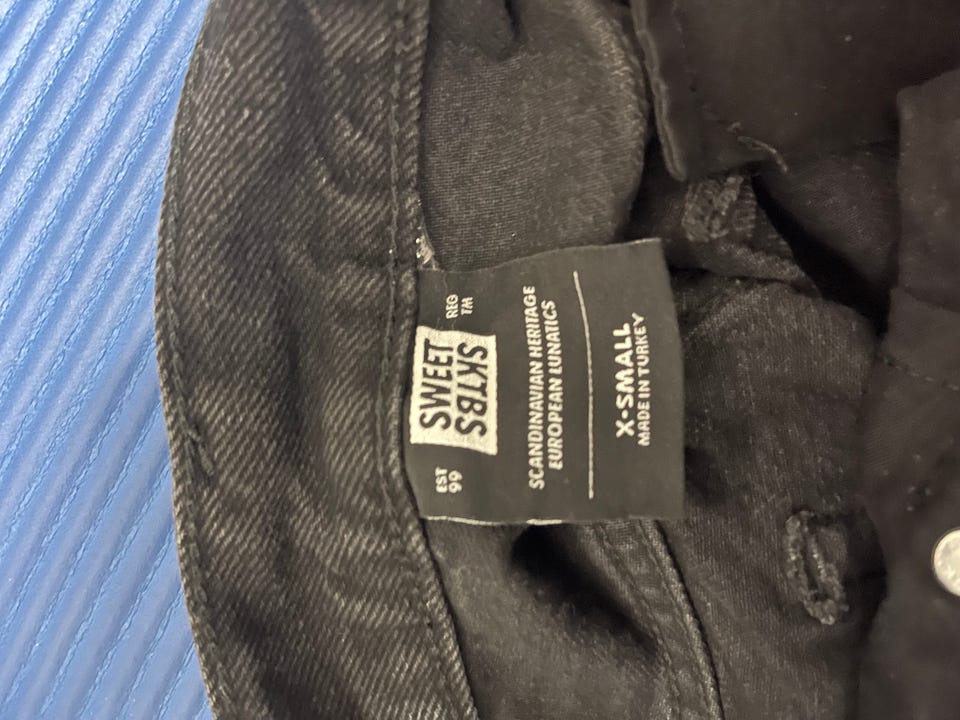 EST
99
SWEET
SKTBS
REG
TM
SCANDINAVIAN HERITAGE
EUROPEAN LUNATICS
X-SMALL
MADE IN TURKEY